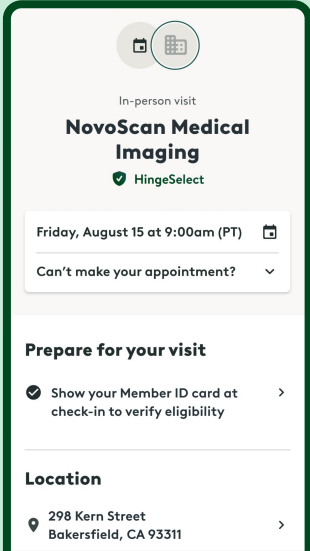 In-person visit
NovoScan Medical
Imaging
HingeSelect
Friday, August 15 at 9:00am (PT)
Can't make your appointment?
Prepare for your visit
Show your Member ID card at
check-in to verify eligibility
Location
298 Kern Street
Bakersfield, CA 93311